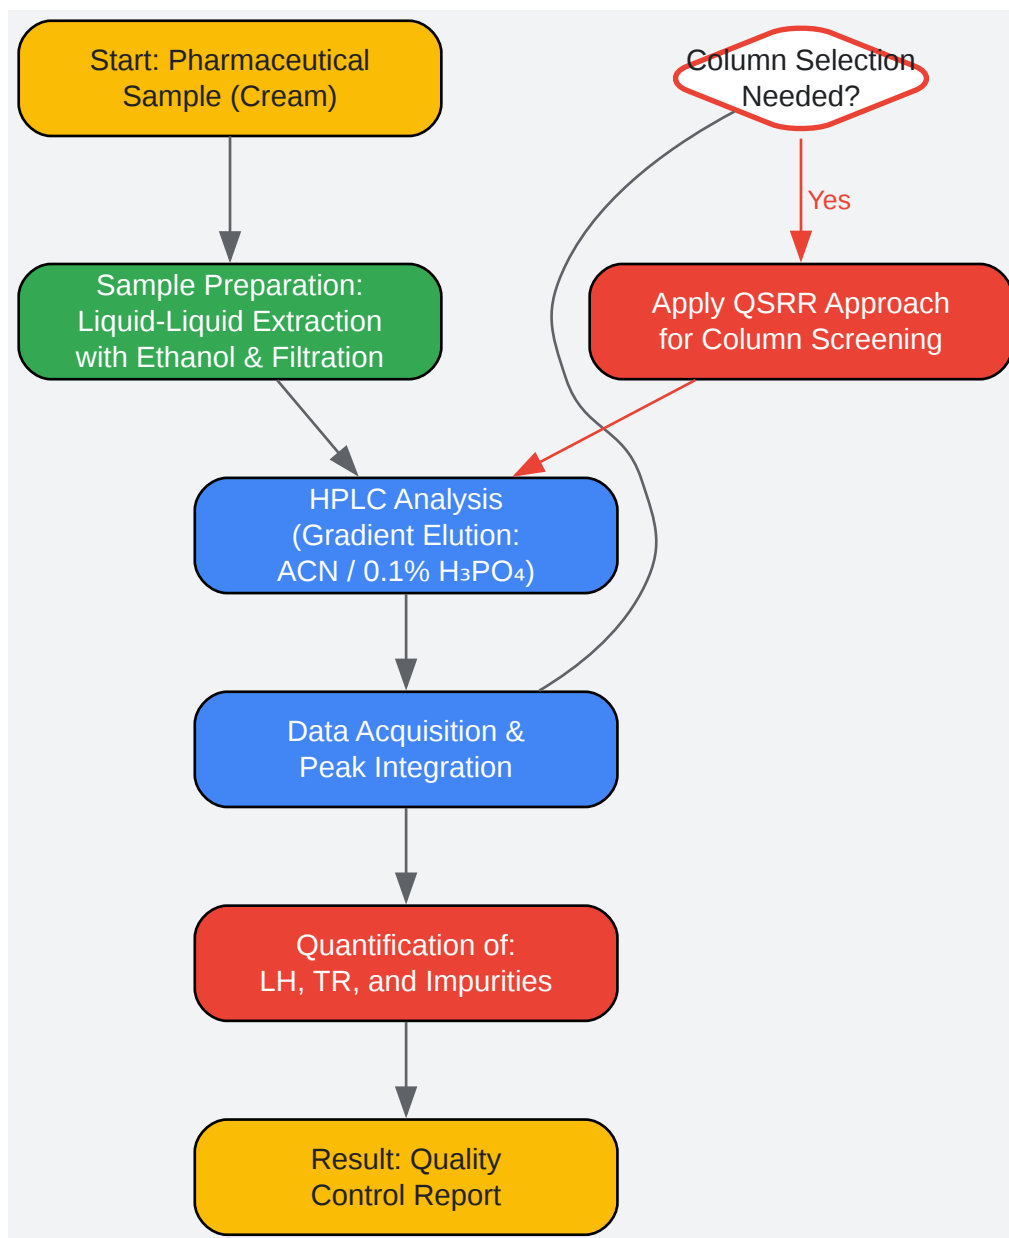 Start: Pharmaceutical
Sample (Cream)
Column Selection
Needed?
Yes
Sample Preparation:
Liquid-Liquid Extraction
with Ethanol & Filtration
Apply QSRR Approach
for Column Screening
HPLC Analysis
(Gradient Elution:
ACN / 0.1% H₃PO₄)
Data Acquisition &
Peak Integration
Quantification of:
LH, TR, and Impurities
Result: Quality
Control Report